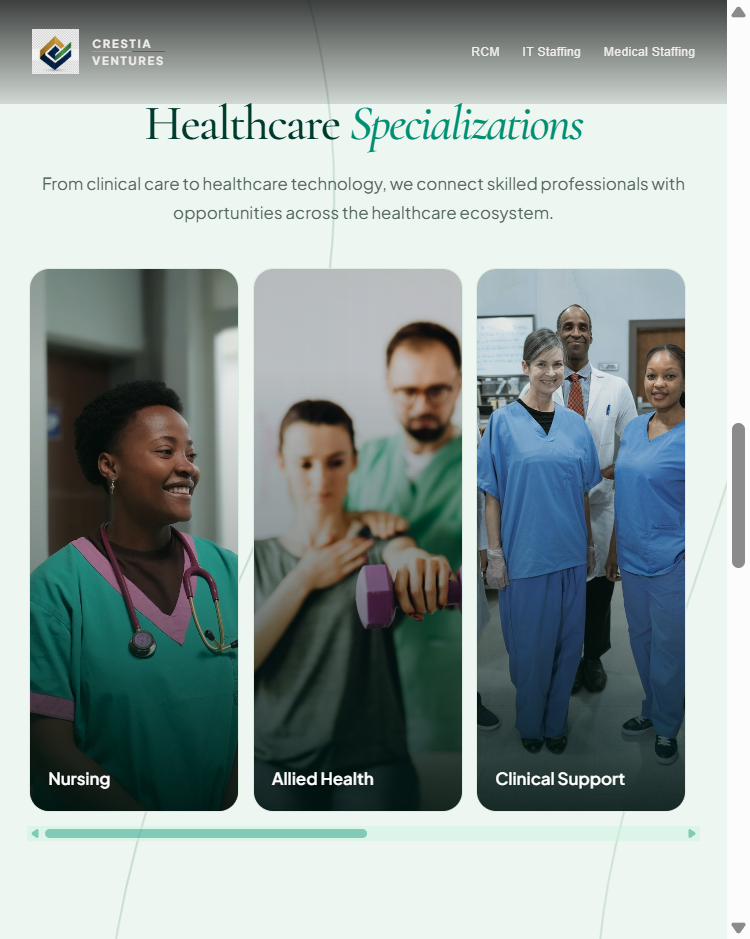 CRESTIA
VENTURES
RCM
IT Staffing
Medical Staffing
Healthcare Specializations
From clinical care to healthcare technology, we connect skilled professionals with
opportunities across the healthcare ecosystem.
Nursing
Allied Health
Clinical Support